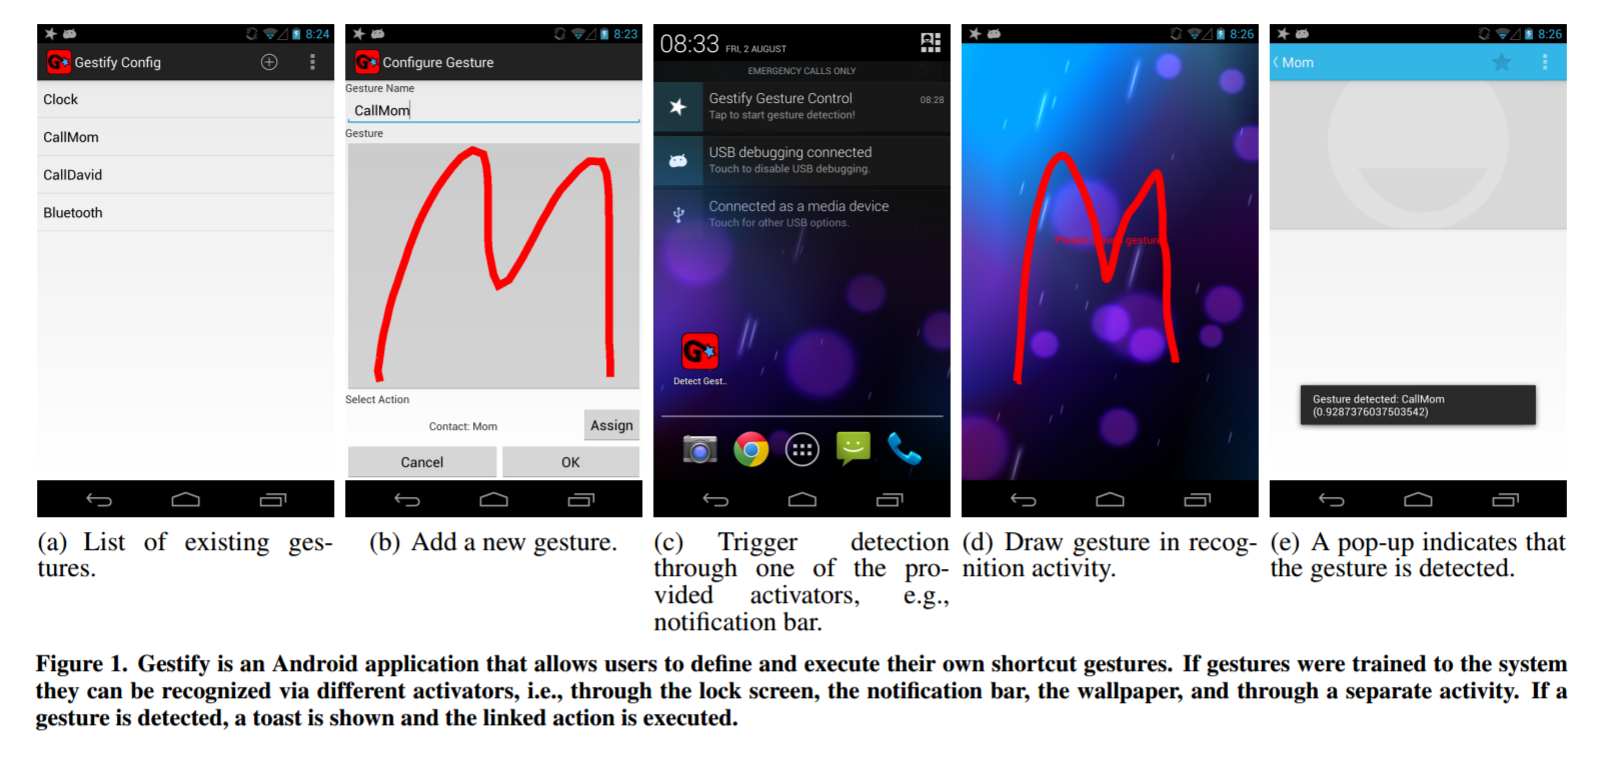 8:24
Gestify Config
Clock
CallMom
CallDavid
Bluetooth
8:23
Configure Gesture
Gesture Name
CallMom
Gesture
Select Action
Contact: Mom
Assign
Cancel
OK
08:33 FRI, 2 AUGUST
EMERGENCY CALLS ONLY
Gestify Gesture Control
08:28
Tap to start gesture detection!
USB debugging connected
Touch to disable USB debugging.
Connected as a media device
Touch for other USB options.
Detect Gest..
8:26
gesture
8:26
Mom
Gesture detected: CallMom
(0.9287376037503542)
(a) List of existing ges-
tures.
(b) Add a new gesture.
(c) Trigger detection
through one of the pro-
vided activators, e.g.,
notification bar.
(d) Draw gesture in recog-
nition activity.
(e) A pop-up indicates that
the gesture is detected.
Figure 1. Gestify is an Android application that allows users to define and execute their own shortcut gestures. If gestures were trained to the system
they can be recognized via different activators, i.e., through the lock screen, the notification bar, the wallpaper, and through a separate activity. If a
gesture is detected, a toast is shown and the linked action is executed.